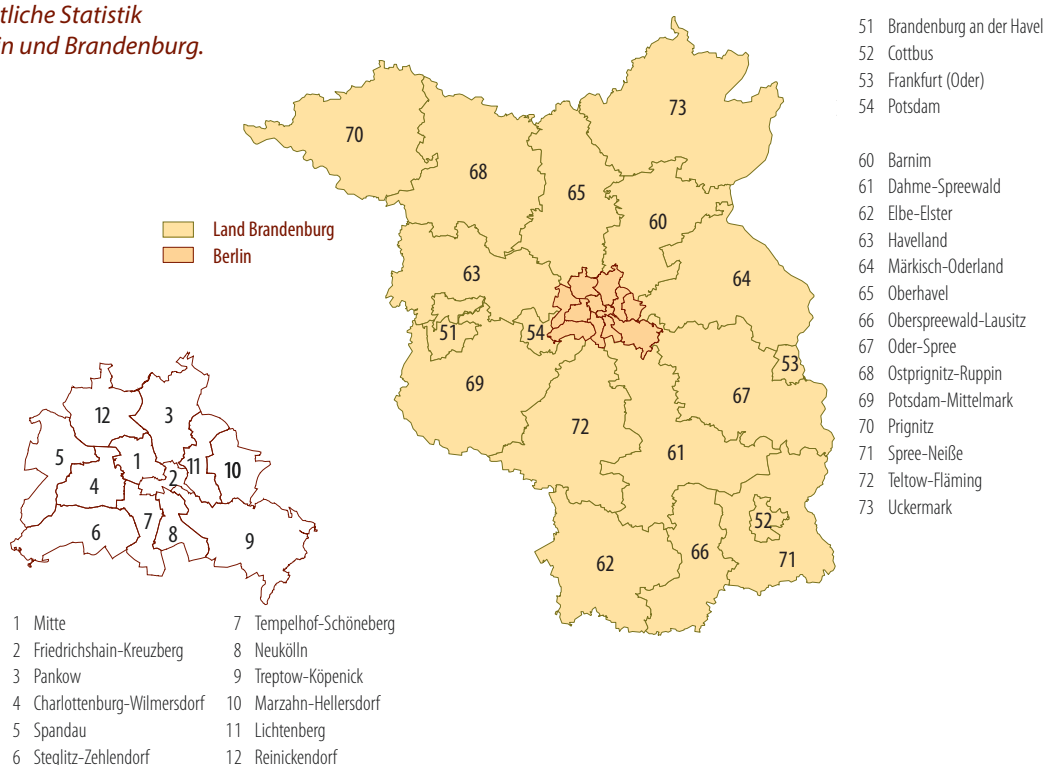 tliche Statistik
in und Brandenburg.
51 Brandenburg an der Havel
52 Cottbus
53 Frankfurt (Oder)
54 Potsdam
60 Barnim
61 Dahme-Spreewald
62 Elbe-Elster
63 Havelland
64 Märkisch-Oderland
65 Oberhavel
66 Oberspreewald-Lausitz
67 Oder-Spree
68 Ostprignitz-Ruppin
69 Potsdam-Mittelmark
70 Prignitz
71 Spree-Neiße
72 Teltow-Fläming
73 Uckermark
73
70
68
65
60
Land Brandenburg
Berlin
63
64
51
54
53
69
67
72
61
52
66
62
71
12
3
5
1
11
10
2
4
7
6
8
9
1 Mitte
2 Friedrichshain-Kreuzberg
3 Pankow
4 Charlottenburg-Wilmersdorf
5 Spandau
6 Steglitz-Zehlendorf
7 Tempelhof-Schöneberg
8 Neukölln
9 Treptow-Köpenick
10 Marzahn-Hellersdorf
11 Lichtenberg
12 Reinickendorf